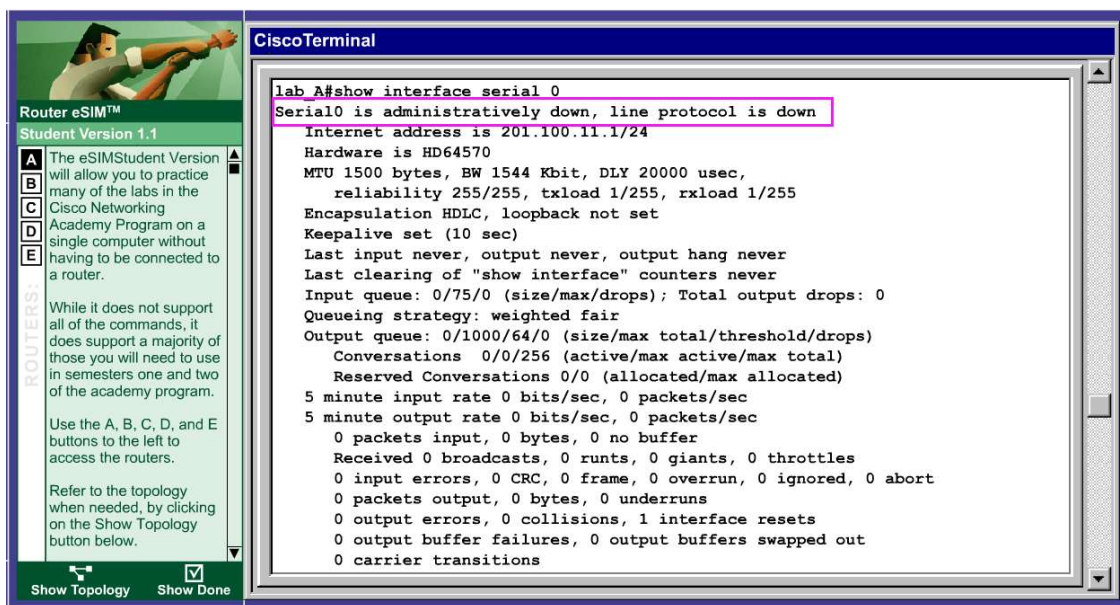 CiscoTerminal
Router eSIM™
Student Version 1.1
A
B
C
D
E
ROUTERS:
The eSIMStudent Version
will allow you to practice
many of the labs in the
Cisco Networking
Academy Program on a
single computer without
having to be connected to
a router.
While it does not support
all of the commands, it
does support a majority of
those you will need to use
in semesters one and two
of the academy program.
Use the A, B, C, D, and E
buttons to the left to
access the routers.
Refer to the topology
when needed, by clicking
on the Show Topology
button below.
Show Topology
Show Done
lab_A#show interface serial 0
Serial0 is administratively down, line protocol is down
Internet address is 201.100.11.1/24
Hardware is HD64570
MTU 1500 bytes, BW 1544 Kbit, DLY 20000 usec,
reliability 255/255, txload 1/255, rxload 1/255
Encapsulation HDLC, loopback not set
Keepalive set (10 sec)
Last input never, output never, output hang never
Last clearing of "show interface" counters never
Input queue: 0/75/0 (size/max/drops); Total output drops: 0
Queueing strategy: weighted fair
Output queue: 0/1000/64/0 (size/max total/threshold/drops)
Conversations 0/0/256 (active/max active/max total)
Reserved Conversations 0/0 (allocated/max allocated)
5 minute input rate 0 bits/sec, 0 packets/sec
5 minute output rate 0 bits/sec, 0 packets/sec
0 packets input, 0 bytes, 0 no buffer
Received 0 broadcasts, 0 runts, 0 giants, 0 throttles
0 input errors, 0 CRC, 0 frame, 0 overrun, 0 ignored, 0 abort
0 packets output, 0 bytes, 0 underruns
0 output errors, 0 collisions, 1 interface resets
0 output buffer failures, 0 output buffers swapped out
0 carrier transitions